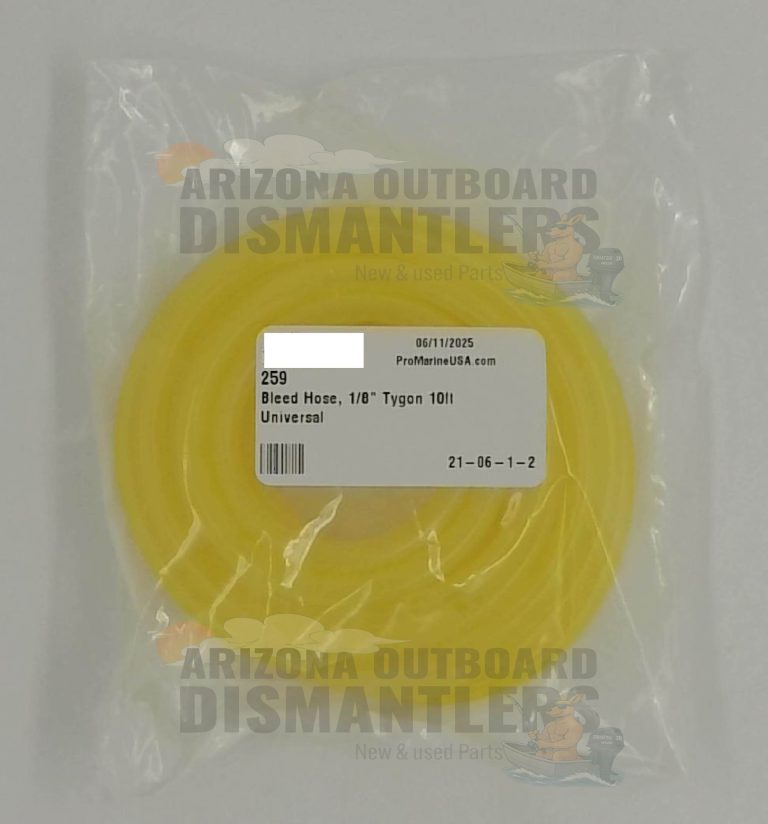 ARIZONA OUTBOARD
DISMANTLERS
New & used Parts
06/11/2025
ProMarineUSA.com
259
Bleed Hose, 1/8" Tygon 10ft
Universal
21-06-1-2
ARIZONA OUTBOARD
DISMANTLERS
New & used Parts